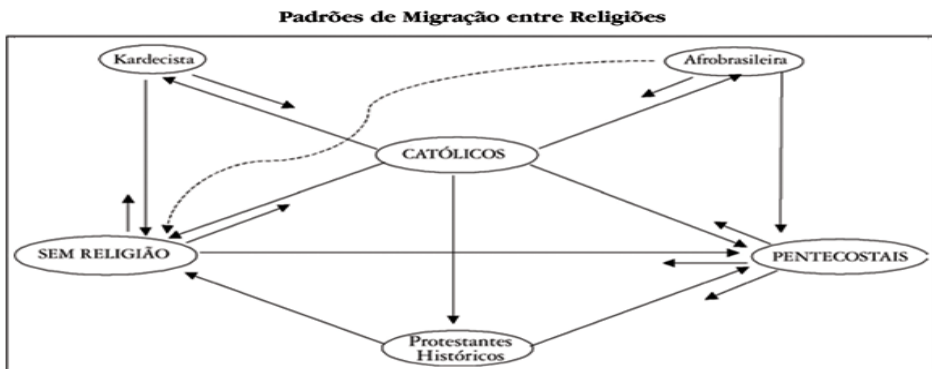 Padrões de Migração entre Religiões
Kardecista
Afrobrasileira
CATÓLICOS
SEM RELIGIÃO
PENTECOSTAIS
Protestantes
Históricos